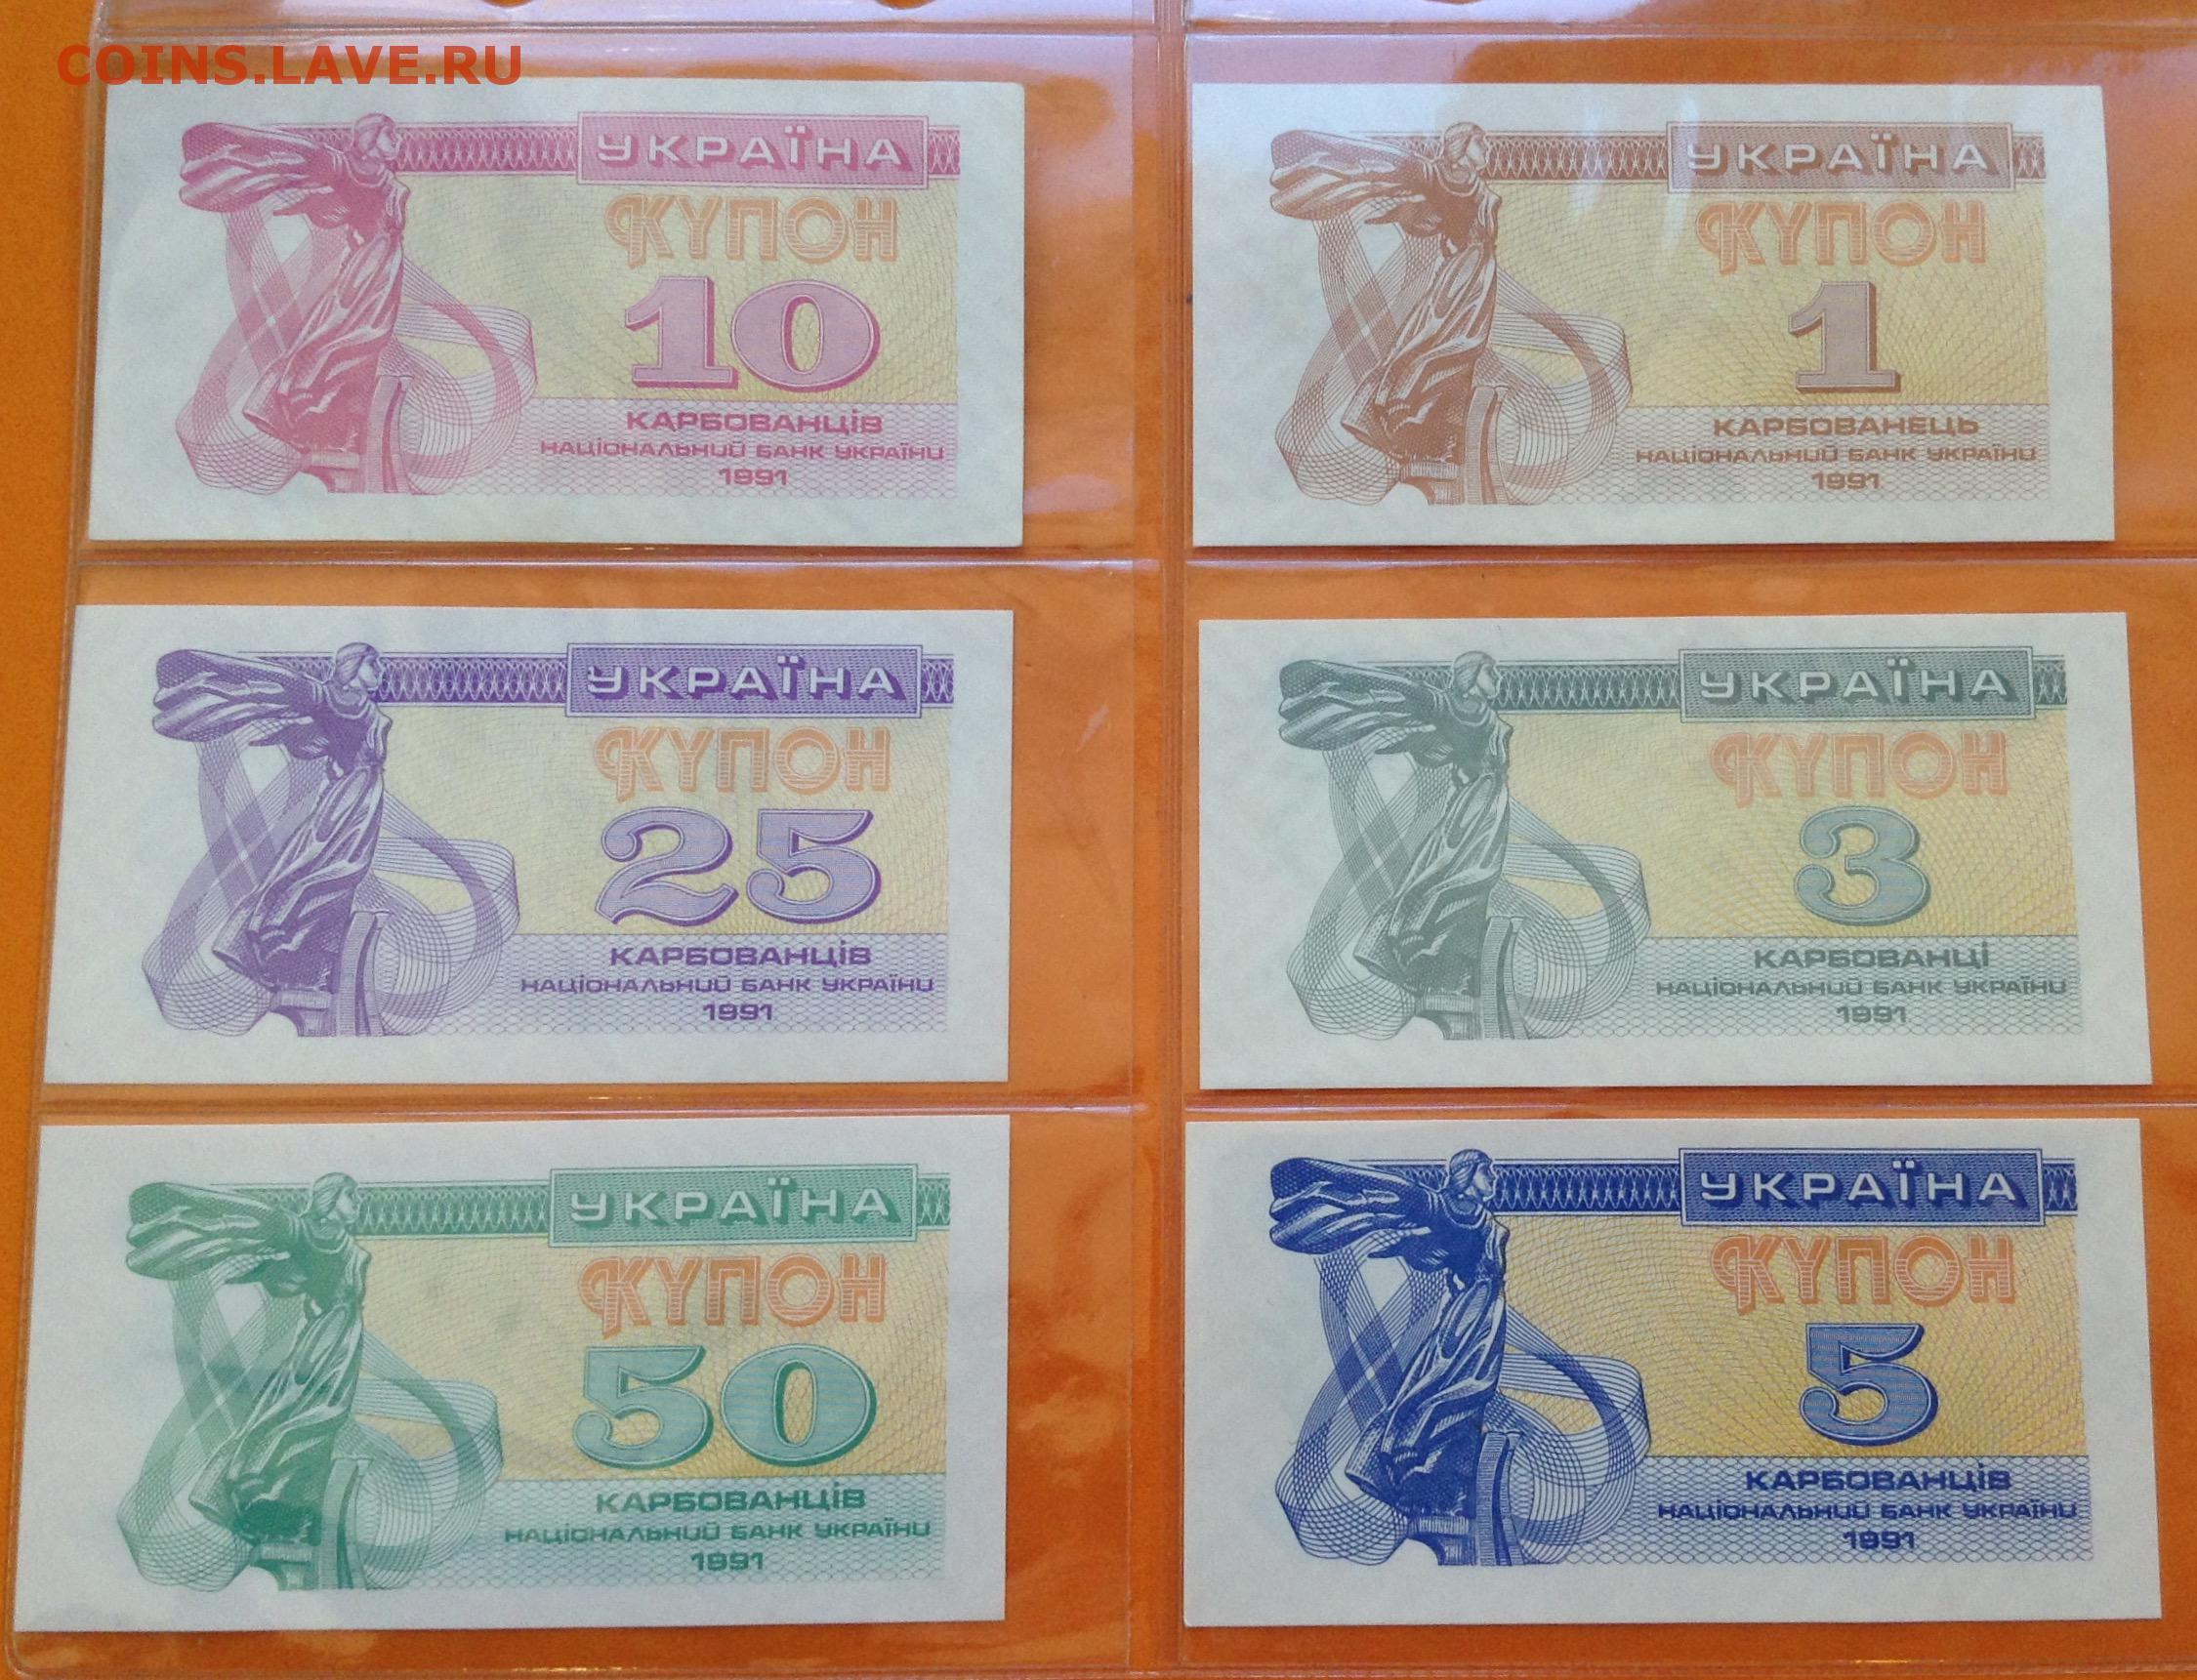 COINS.LAVE.RU
УКРАЇНА
КУПОН
10
КАРБОВАНЦІВ
НАЦІОНАЛЬНИЙ БАНК УКРАЇНИ
1991
УКРАЇНА
КУПОН
1
КАРБОВАНЕЦЬ
НАЦІОНАЛЬНИЙ БАНК УКРАЇНИ
1991
УКРАЇНА
КУПОН
25
КАРБОВАНЦІВ
НАЦІОНАЛЬНИЙ БАНК УКРАЇНИ
1991
УКРАЇНА
КУПОН
3
КАРБОВАНЦІ
НАЦІОНАЛЬНИЙ БАНК УКРАЇНИ
1991
УКРАЇНА
КУПОН
50
КАРБОВАНЦІВ
НАЦІОНАЛЬНИЙ БАНК УКРАЇНИ
1991
УКРАЇНА
КУПОН
5
КАРБОВАНЦІВ
НАЦІОНАЛЬНИЙ БАНК УКРАЇНИ
1991